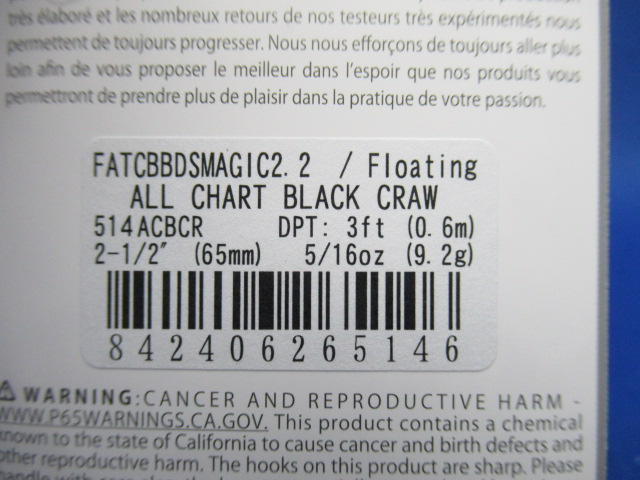 très élaboré et les nombreux retours de nos testeurs très expérimentés nous
permettent de toujours progresser. Nous nous efforçons de toujours aller plus
loin afin de vous proposer le meilleur dans l'espoir que nos produits vous
permettront de prendre plus de plaisir dans la pratique de votre passion.
FATCBBDSMAGIC2.2 / Floating
ALL CHART BLACK CRAW
514ACBCR DPT: 3ft (0.6m)
2-1/2″ (65mm) 5/16oz (9.2g)
842406265146
⚠ WARNING:CANCER AND REPRODUCTIVE HARM -
WWW.P65WARNINGS.CA.GOV. This product contains a chemical
known to the state of California to cause cancer and birth defects and
other reproductive harm. The hooks on this product are sharp. Please
handle with